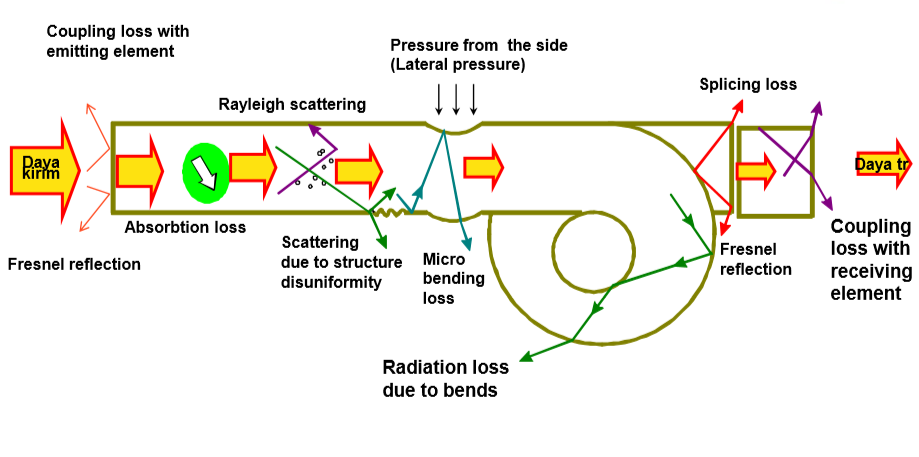 Coupling loss with
emitting element
Pressure from the side
(Lateral pressure)
Splicing loss
Rayleigh scattering
Daya
kirim
Daya tr
Absorbtion loss
Fresnel reflection
Scattering
due to structure
disuniformity
Micro
bending
loss
Fresnel
reflection
Coupling
loss with
receiving
element
Radiation loss
due to bends